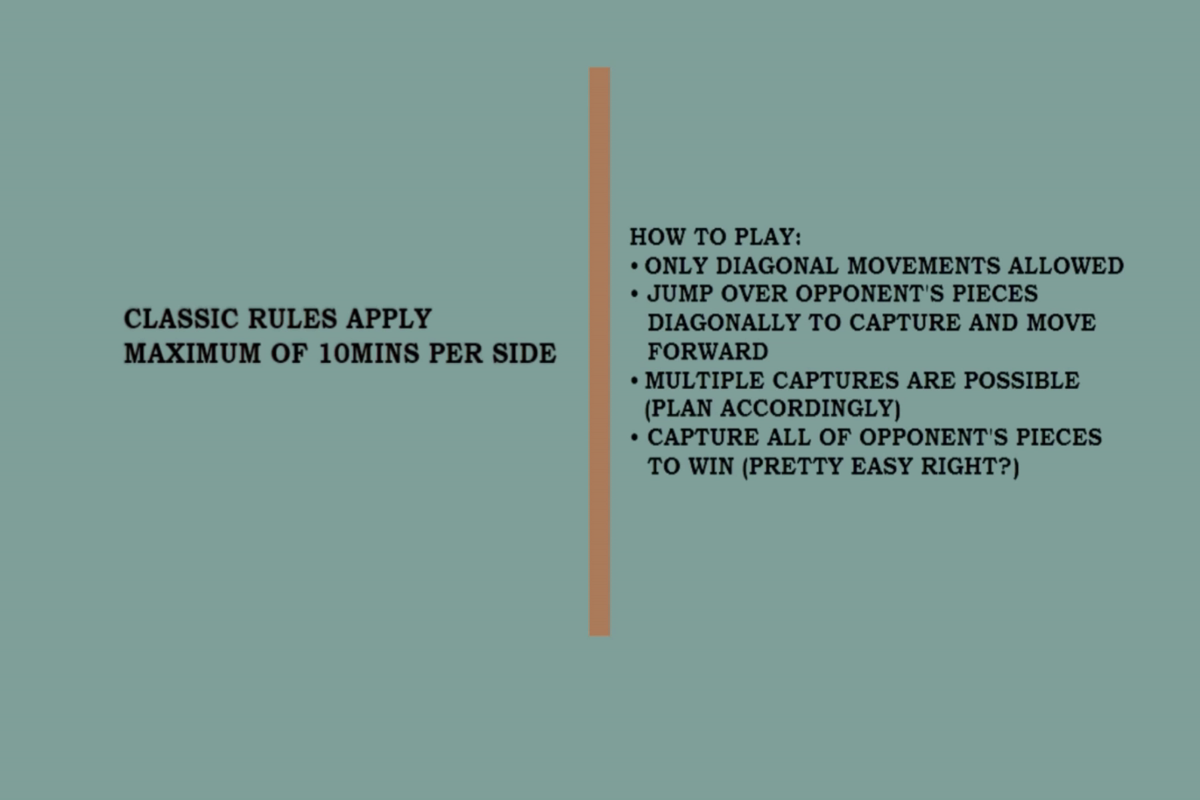 CLASSIC RULES APPLY
MAXIMUM OF 10MINS PER SIDE
HOW TO PLAY:
• ONLY DIAGONAL MOVEMENTS ALLOWED
• JUMP OVER OPPONENT'S PIECES
DIAGONALLY TO CAPTURE AND MOVE
FORWARD
• MULTIPLE CAPTURES ARE POSSIBLE
(PLAN ACCORDINGLY)
• CAPTURE ALL OF OPPONENT'S PIECES
TO WIN (PRETTY EASY RIGHT?)